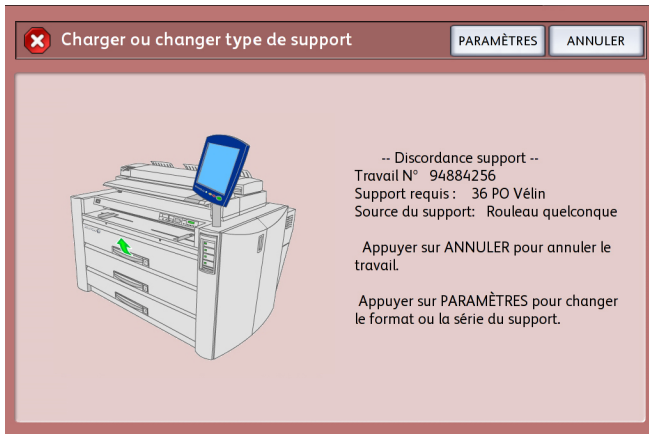 Charger ou changer type de support
PARAMÈTRES
ANNULER
-- Discordance support --
Travail N° 94884256
Support requis : 36 PO Vélin
Source du support: Rouleau quelconque
Appuyer sur ANNULER pour annuler le
travail.
Appuyer sur PARAMÈTRES pour changer
le format ou la série du support.